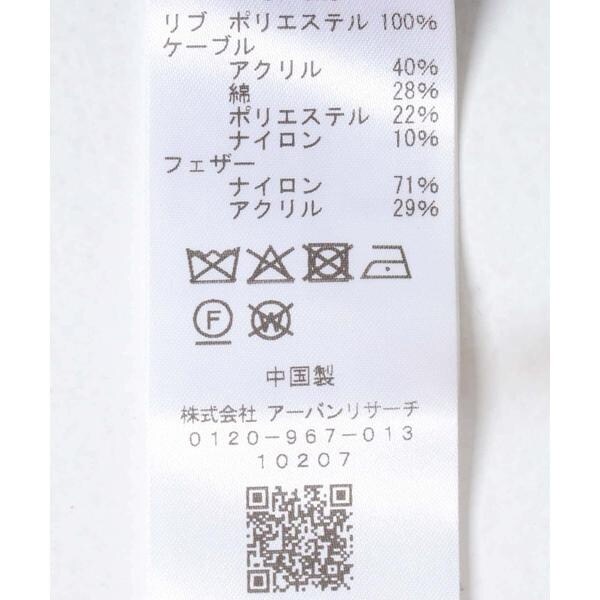 リブ ポリエステル 100%
ケーブル
アクリル 40%
綿 28%
ポリエステル 22%
ナイロン 10%
フェザー
ナイロン 71%
アクリル 29%
F W
中国製
株式会社 アーバンリサーチ
0120-967-013
10207